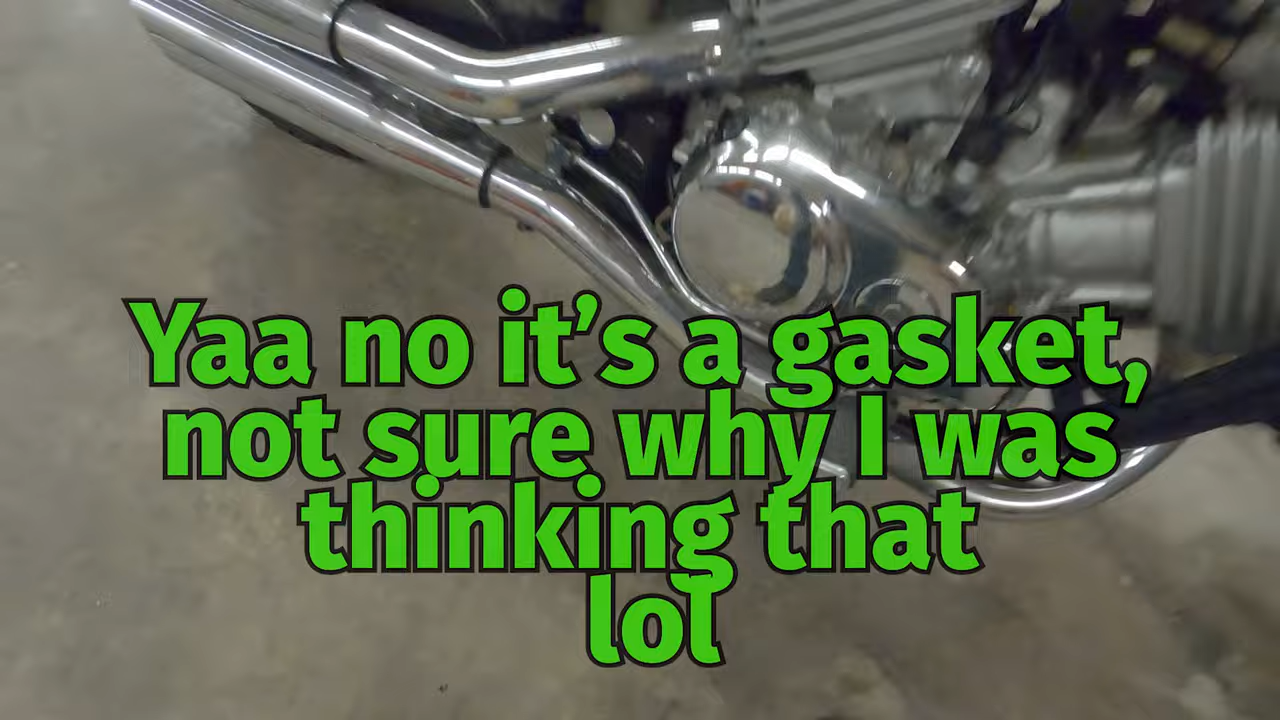 Yaa no it’s a gasket,
not sure why I was
thinking that
lol